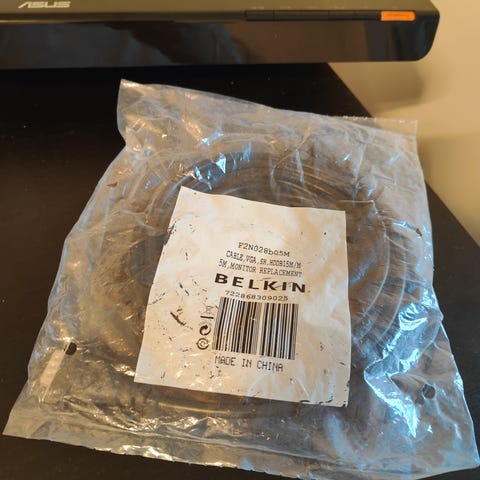 ASUS
F2N028b05M
CABLE,VGA,SH,HDDB15M/M
5M,MONITOR REPLACEMENT
BELKIN
722868309025
MADE IN CHINA